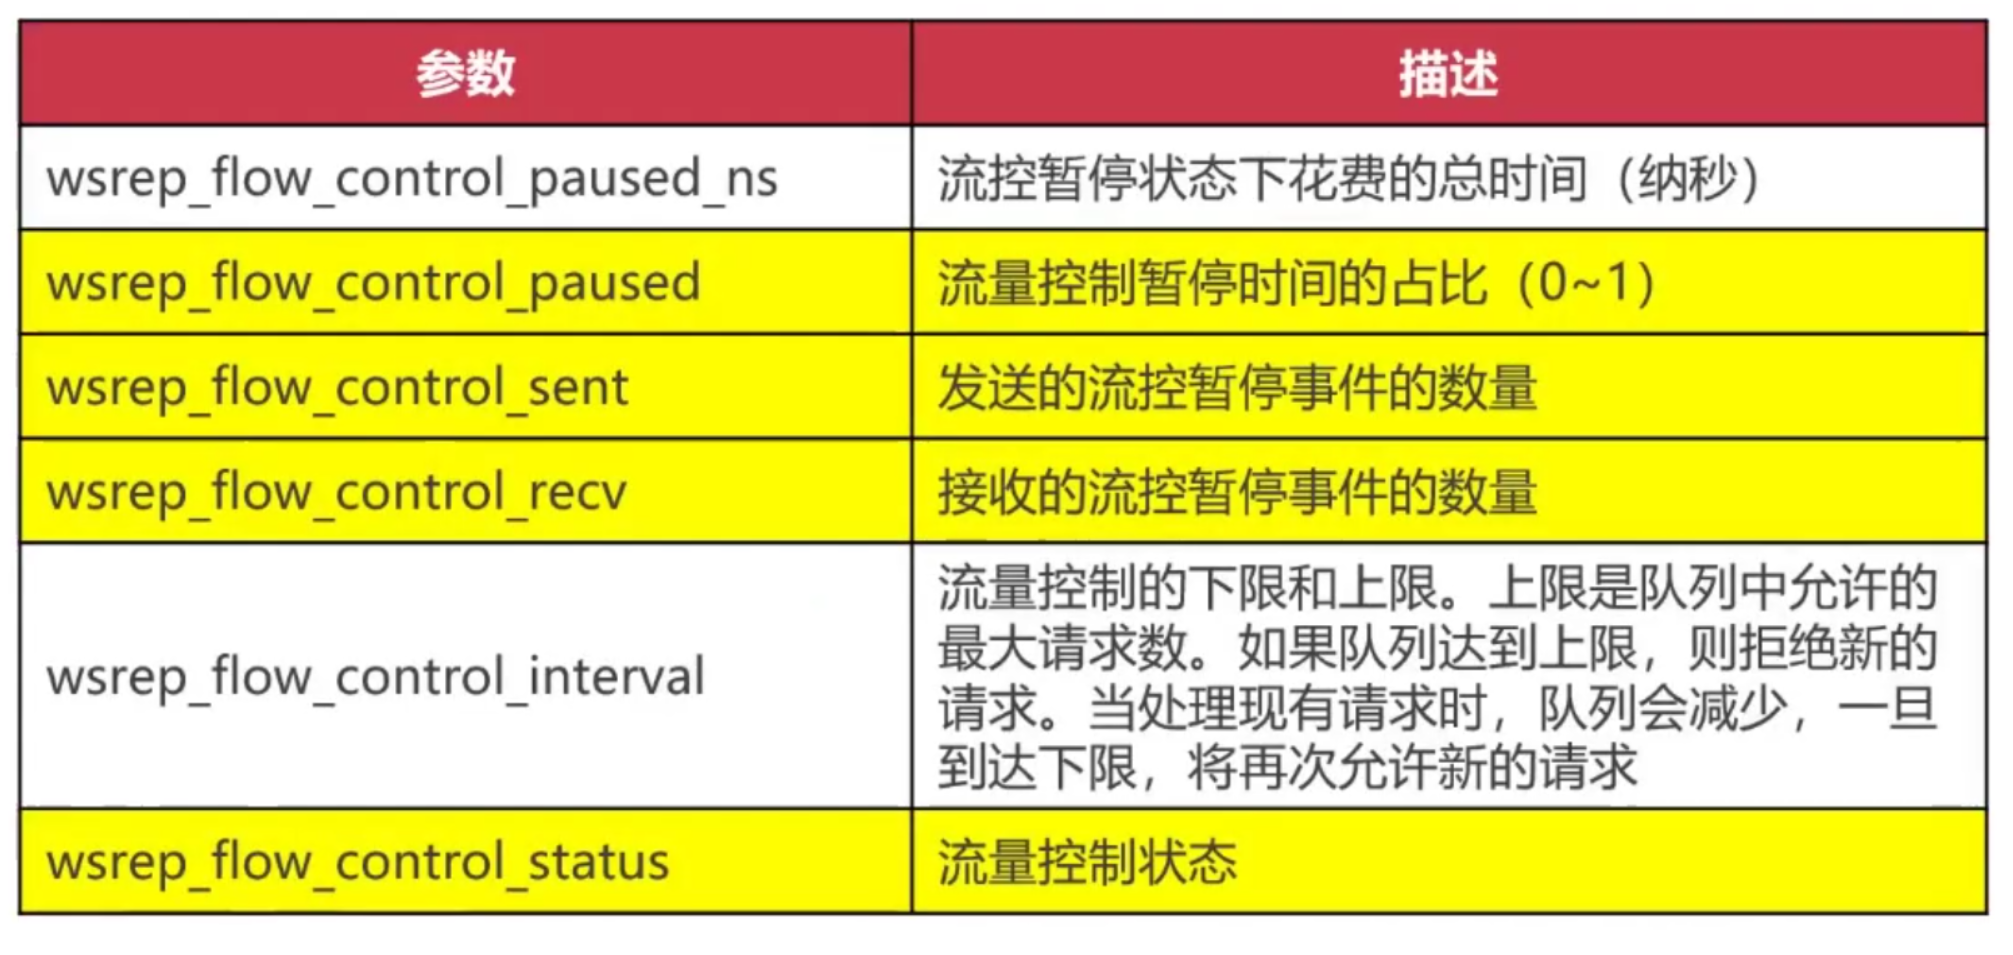 参数
描述
wsrep_flow_control_paused_ns
流控暂停状态下花费的总时间（纳秒）
wsrep_flow_control_paused
流量控制暂停时间的占比（0~1）
wsrep_flow_control_sent
发送的流控暂停事件的数量
wsrep_flow_control_recv
接收的流控暂停事件的数量
wsrep_flow_control_interval
流量控制的下限和上限。上限是队列中允许的
最大请求数。如果队列达到上限，则拒绝新的
请求。当处理现有请求时，队列会减少，一旦
到达下限，将再次允许新的请求
wsrep_flow_control_status
流量控制状态